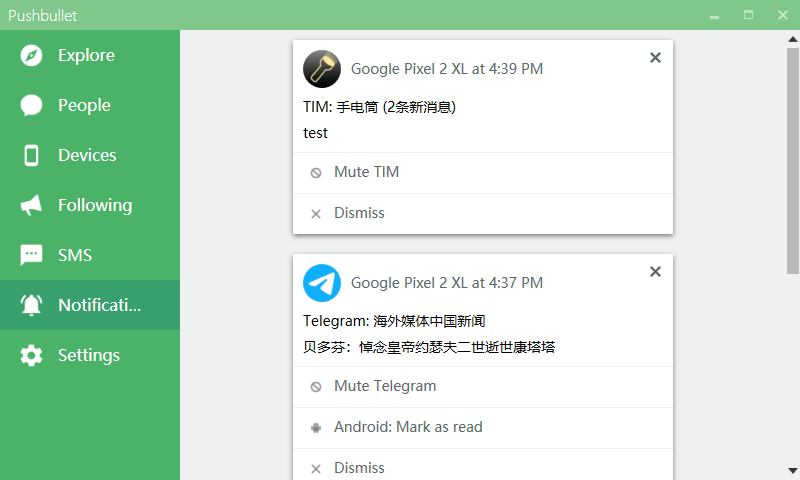 Pushbullet
Explore
People
Devices
Following
SMS
Notificati...
Settings
Google Pixel 2 XL at 4:39 PM
TIM: 手电筒 (2条新消息)
test
Mute TIM
Dismiss
Google Pixel 2 XL at 4:37 PM
Telegram: 海外媒体中国新闻
贝多芬：悼念皇帝约瑟夫二世逝世康塔塔
Mute Telegram
Android: Mark as read
Dismiss